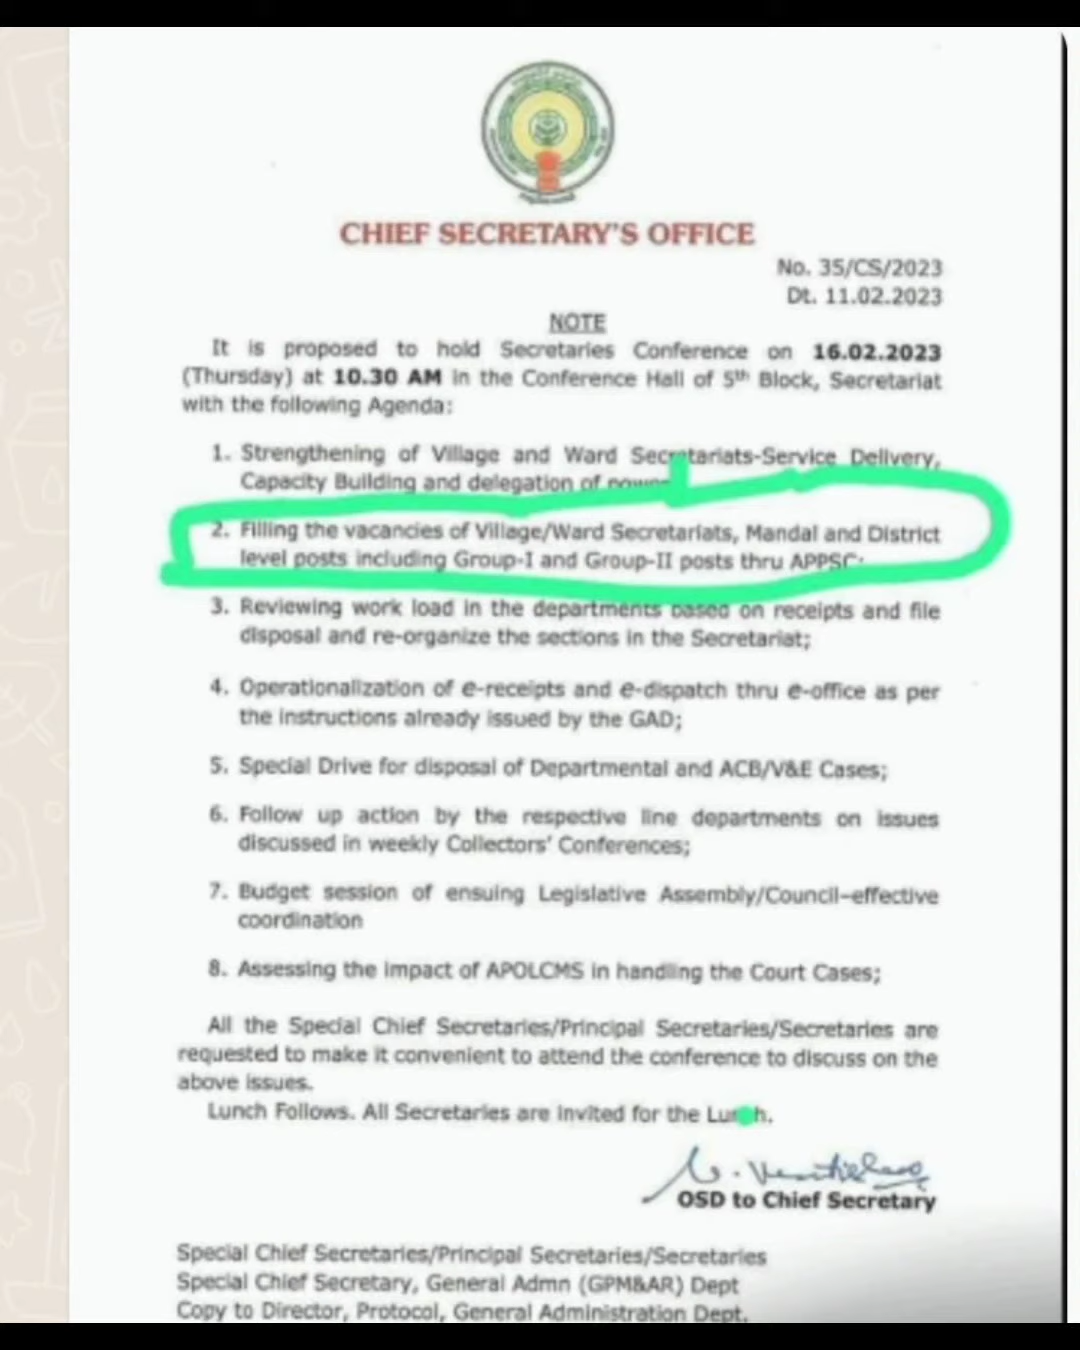 CHIEF SECRETARY'S OFFICE
No. 35/CS/2023
Dt. 11.02.2023
NOTE
It is proposed to hold Secretaries Conference on 16.02.2023
(Thursday) at 10.30 AM in the Conference Hall of 5th Block, Secretariat
with the following Agenda:
1. Strengthening of Village and Ward Secretariats-Service Delivery,
Capacity Building and delegation of
2. Filling the vacancies of Village/Ward Secretariats, Mandal and District
level posts including Group-I and Group-II posts thru APPSC;
3. Reviewing work load in the departments based on receipts and file
disposal and re-organize the sections in the Secretariat;
4. Operationalization of e-receipts and e-dispatch thru e-office as per
the instructions already issued by the GAD;
5. Special Drive for disposal of Departmental and ACB/V&E Cases;
6. Follow up action by the respective line departments on issues
discussed in weekly Collectors' Conferences;
7. Budget session of ensuing Legislative Assembly/Council-effective
coordination
8. Assessing the impact of APOLCMS in handling the Court Cases;
All the Special Chief Secretaries/Principal Secretaries/Secretaries are
requested to make it convenient to attend the conference to discuss on the
above issues.
Lunch Follows. All Secretaries are invited for the Lunch.
OSD to Chief Secretary
Special Chief Secretaries/Principal Secretaries/Secretaries
Special Chief Secretary, General Admn (GPM&AR) Dept
Copy to Director, Protocol, General Administration Dept.